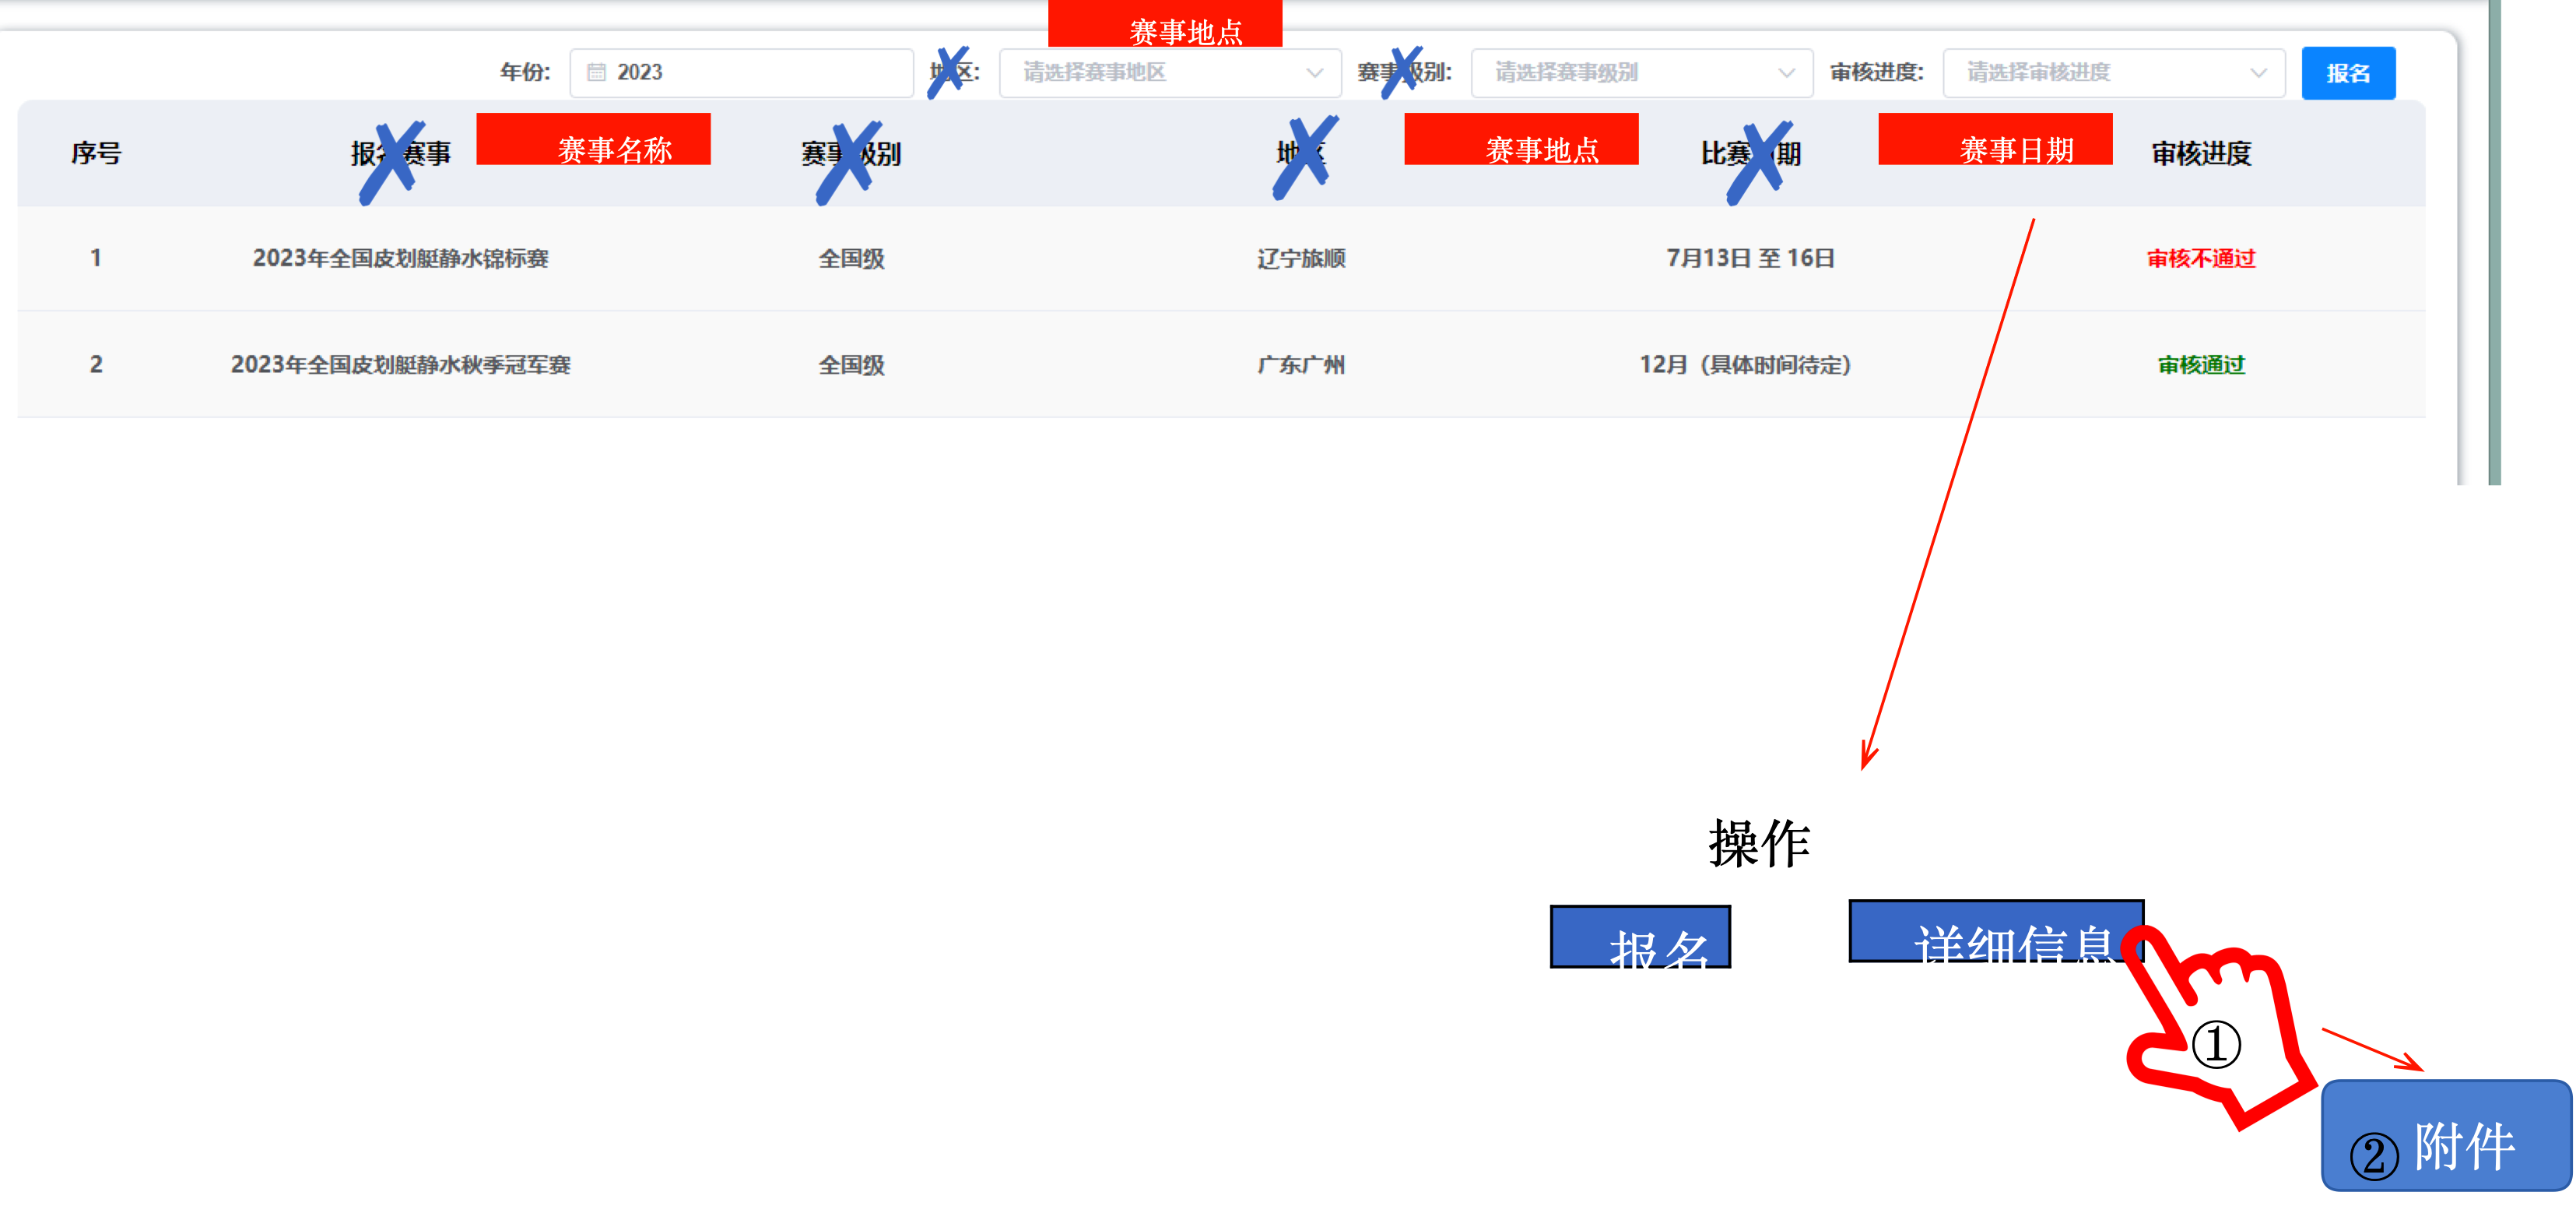 赛事地点
年份: 2023 地区: 请选择赛事地区 赛事级别: 请选择赛事级别 审核进度: 请选择审核进度 报名
序号 报名赛事 赛事名称 赛事级别 地区 赛事地点 比赛日期 赛事日期 审核进度
1 2023年全国皮划艇静水锦标赛 全国级 辽宁旅顺 7月13日 至 16日 审核不通过
2 2023年全国皮划艇静水秋季冠军赛 全国级 广东广州 12月（具体时间待定） 审核通过
操作
报名 详细信息
①
② 附件